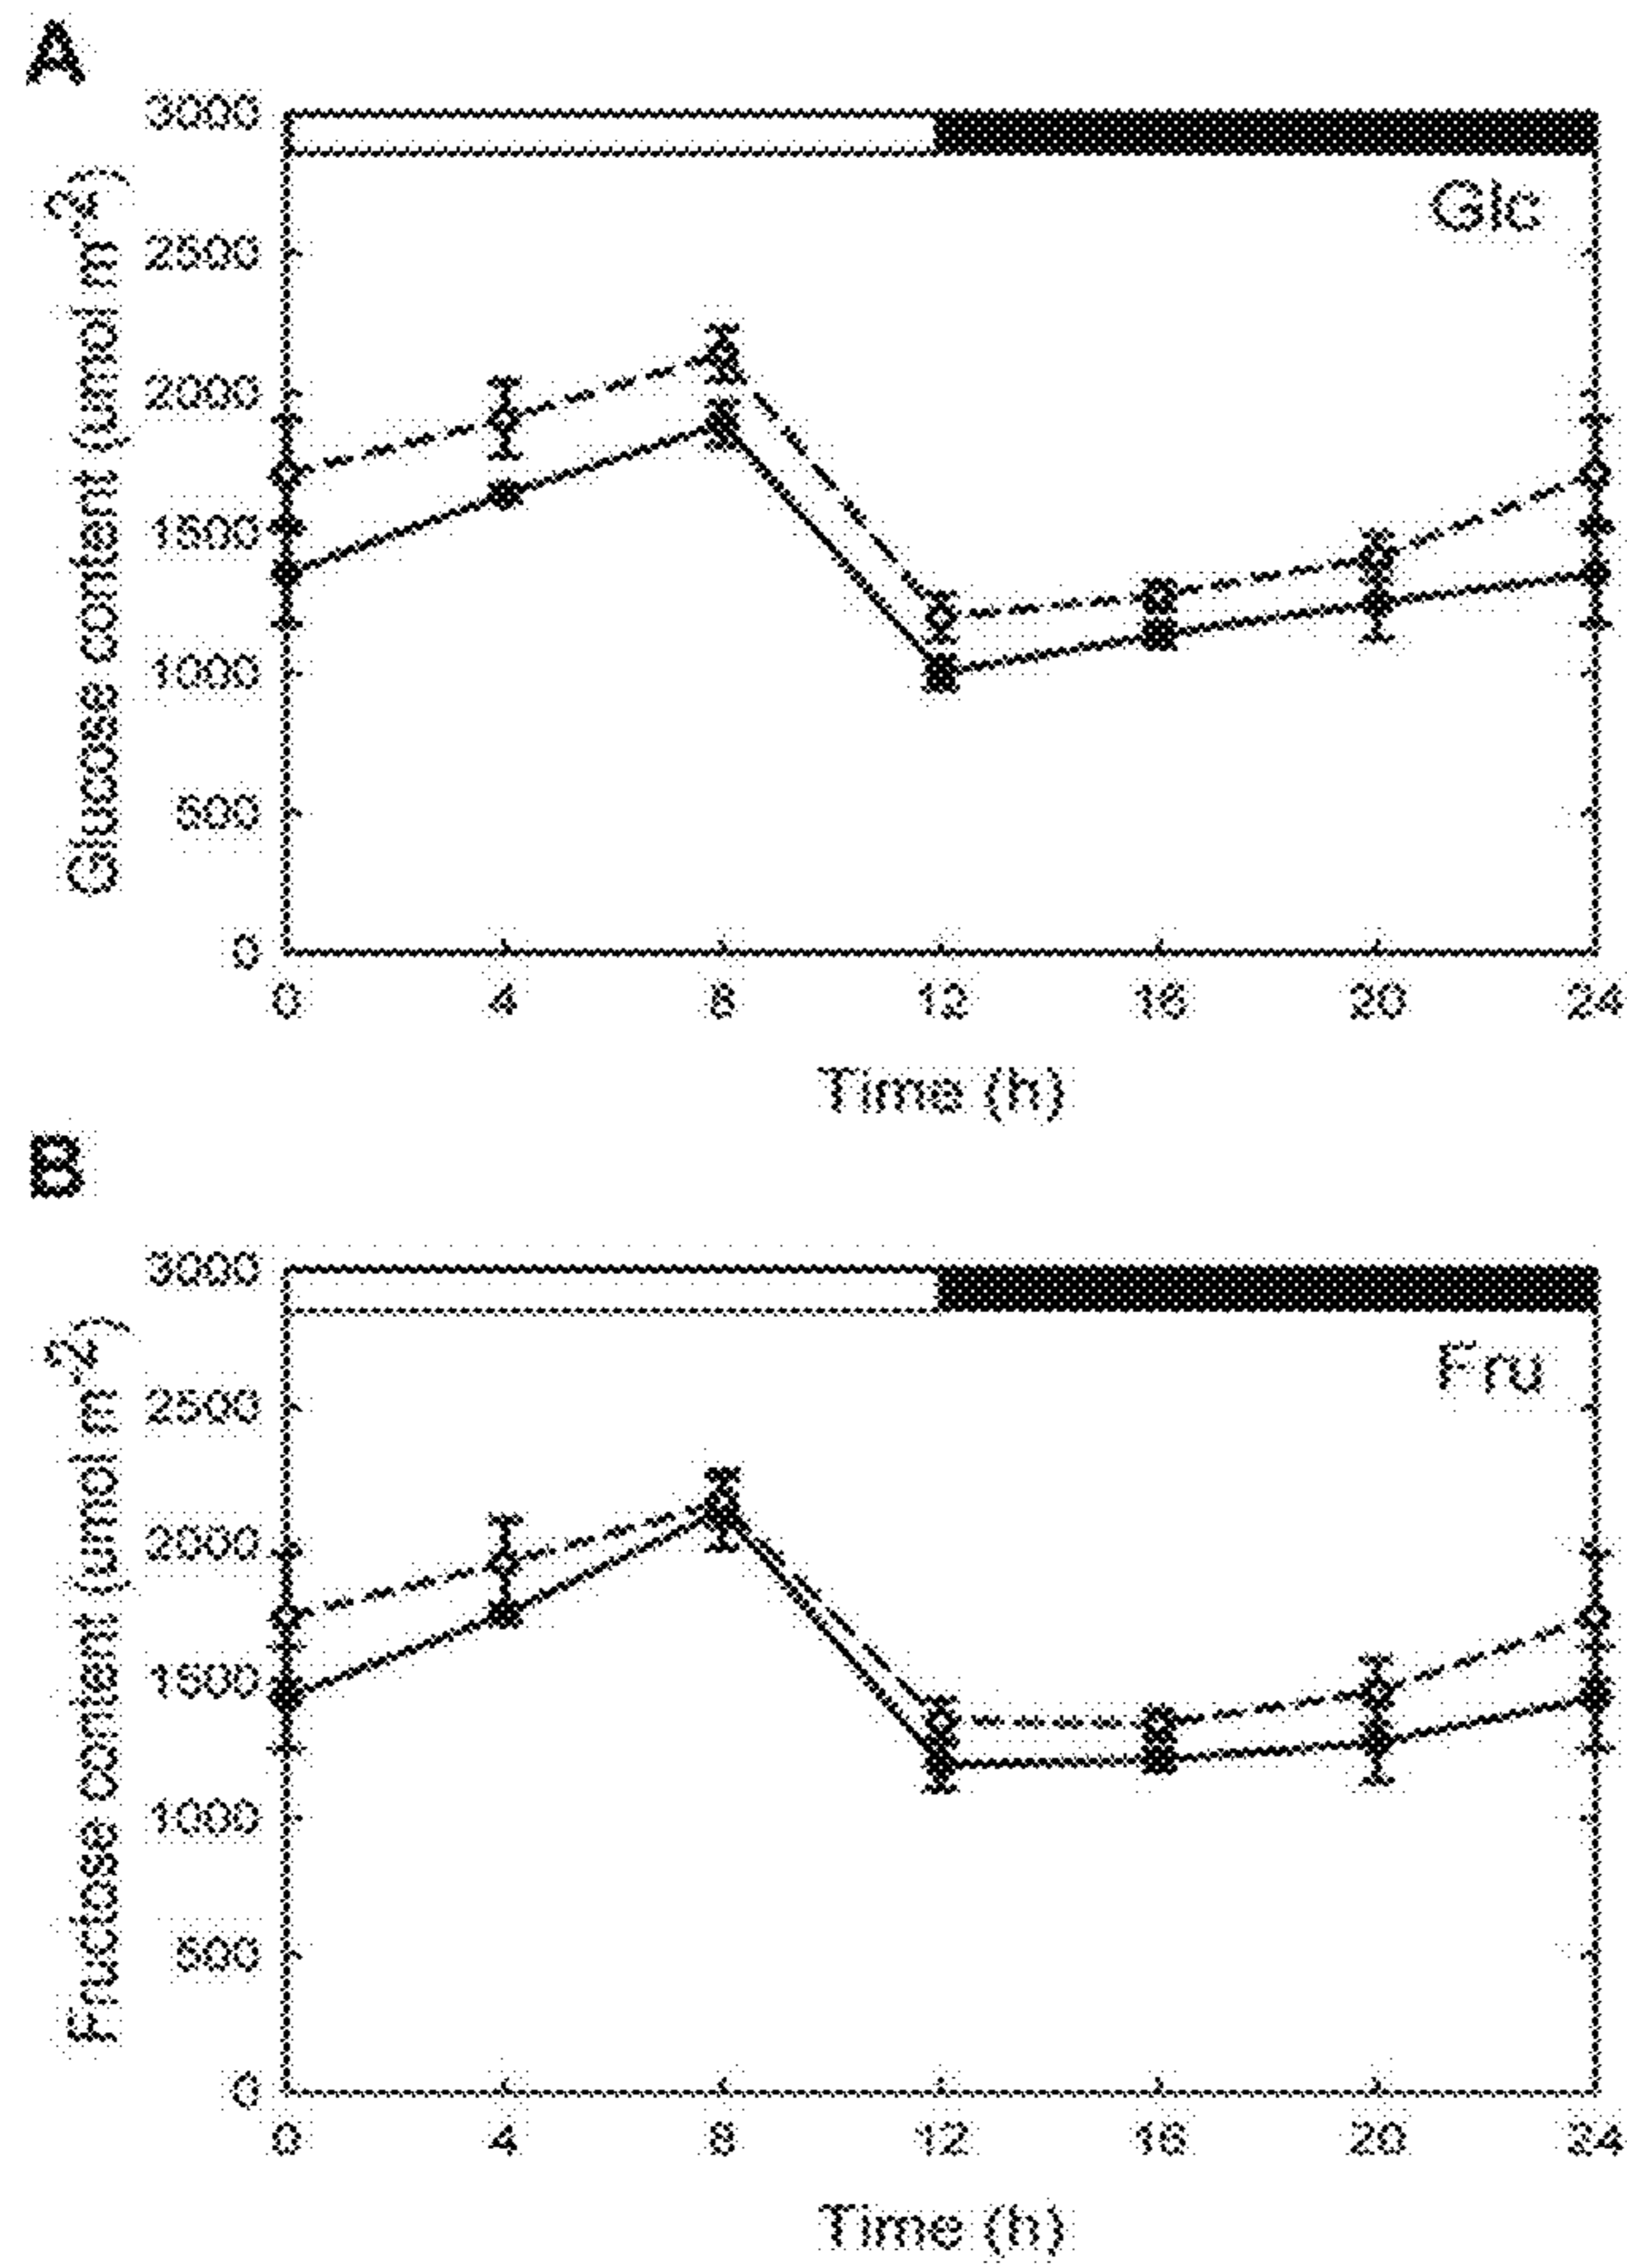 A
3000
2500
2000
1500
1000
500
0
Glucose content (umol m-2)
Glc
0 4 8 12 16 20 24
Time (h)
B
3000
2500
2000
1500
1000
500
0
Fructose content (umol m-2)
Fru
0 4 8 12 16 20 24
Time (h)